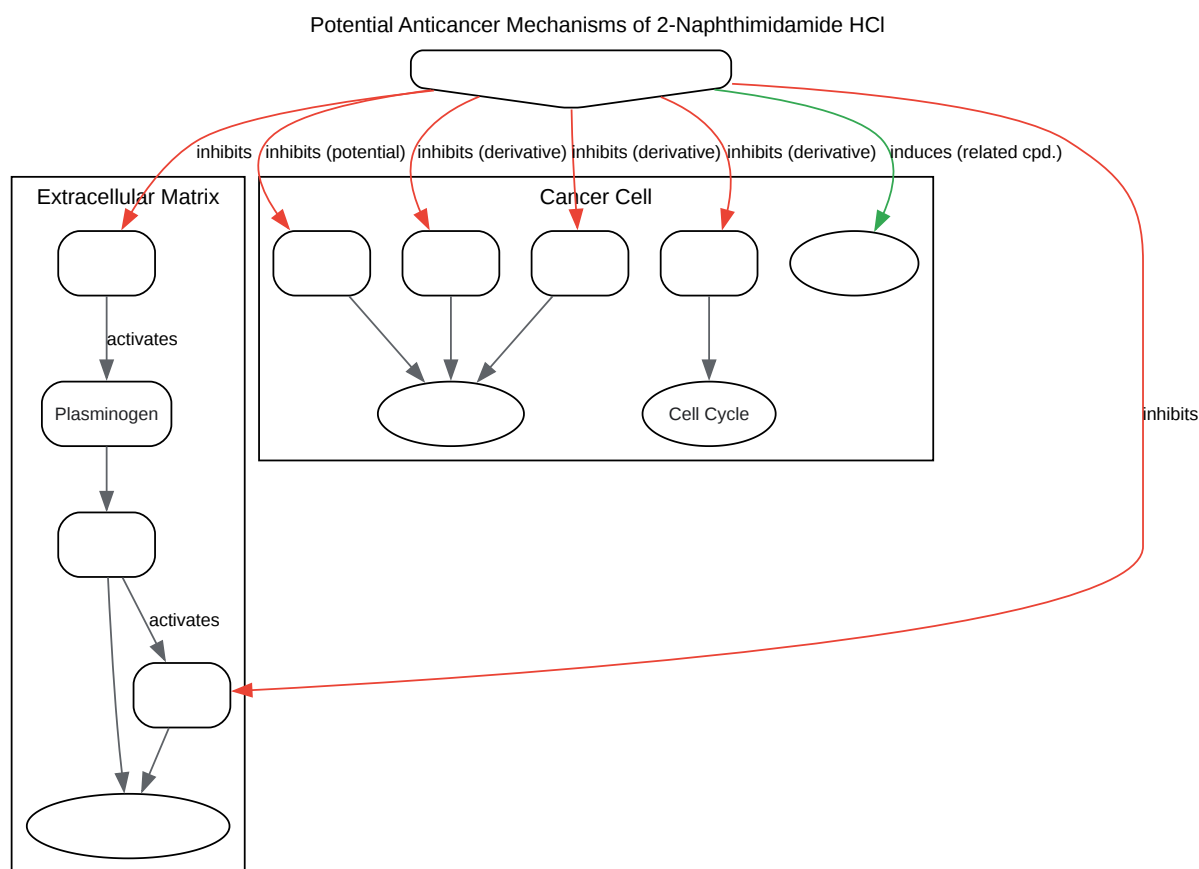 Potential Anticancer Mechanisms of 2-Naphthimidamide HCl
inhibits
inhibits (potential)
inhibits (derivative)
inhibits (derivative)
inhibits (derivative)
induces (related cpd.)
Extracellular Matrix
Cancer Cell
activates
Plasminogen
Cell Cycle
inhibits
activates